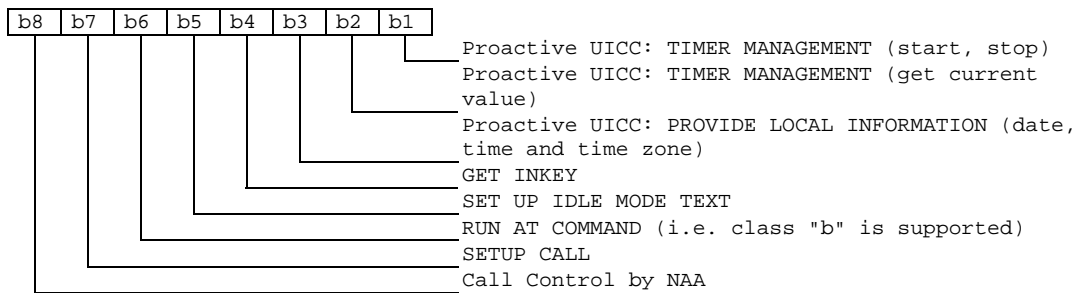 b8 b7 b6 b5 b4 b3 b2 b1
Proactive UICC: TIMER MANAGEMENT (start, stop)
Proactive UICC: TIMER MANAGEMENT (get current
value)
Proactive UICC: PROVIDE LOCAL INFORMATION (date,
time and time zone)
GET INKEY
SET UP IDLE MODE TEXT
RUN AT COMMAND (i.e. class "b" is supported)
SETUP CALL
Call Control by NAA